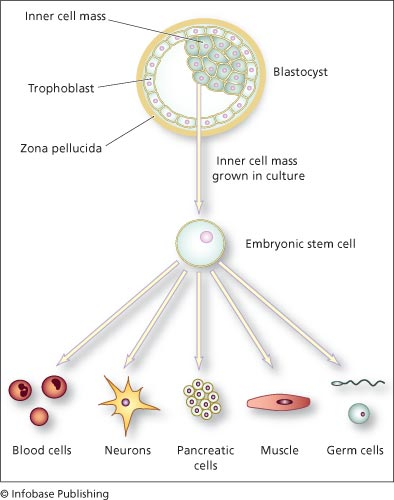 Inner cell mass
Blastocyst
Trophoblast
Zona pellucida
Inner cell mass
grown in culture
Embryonic stem cell
Blood cells
Neurons
Pancreatic
cells
Muscle
Germ cells
© Infobase Publishing